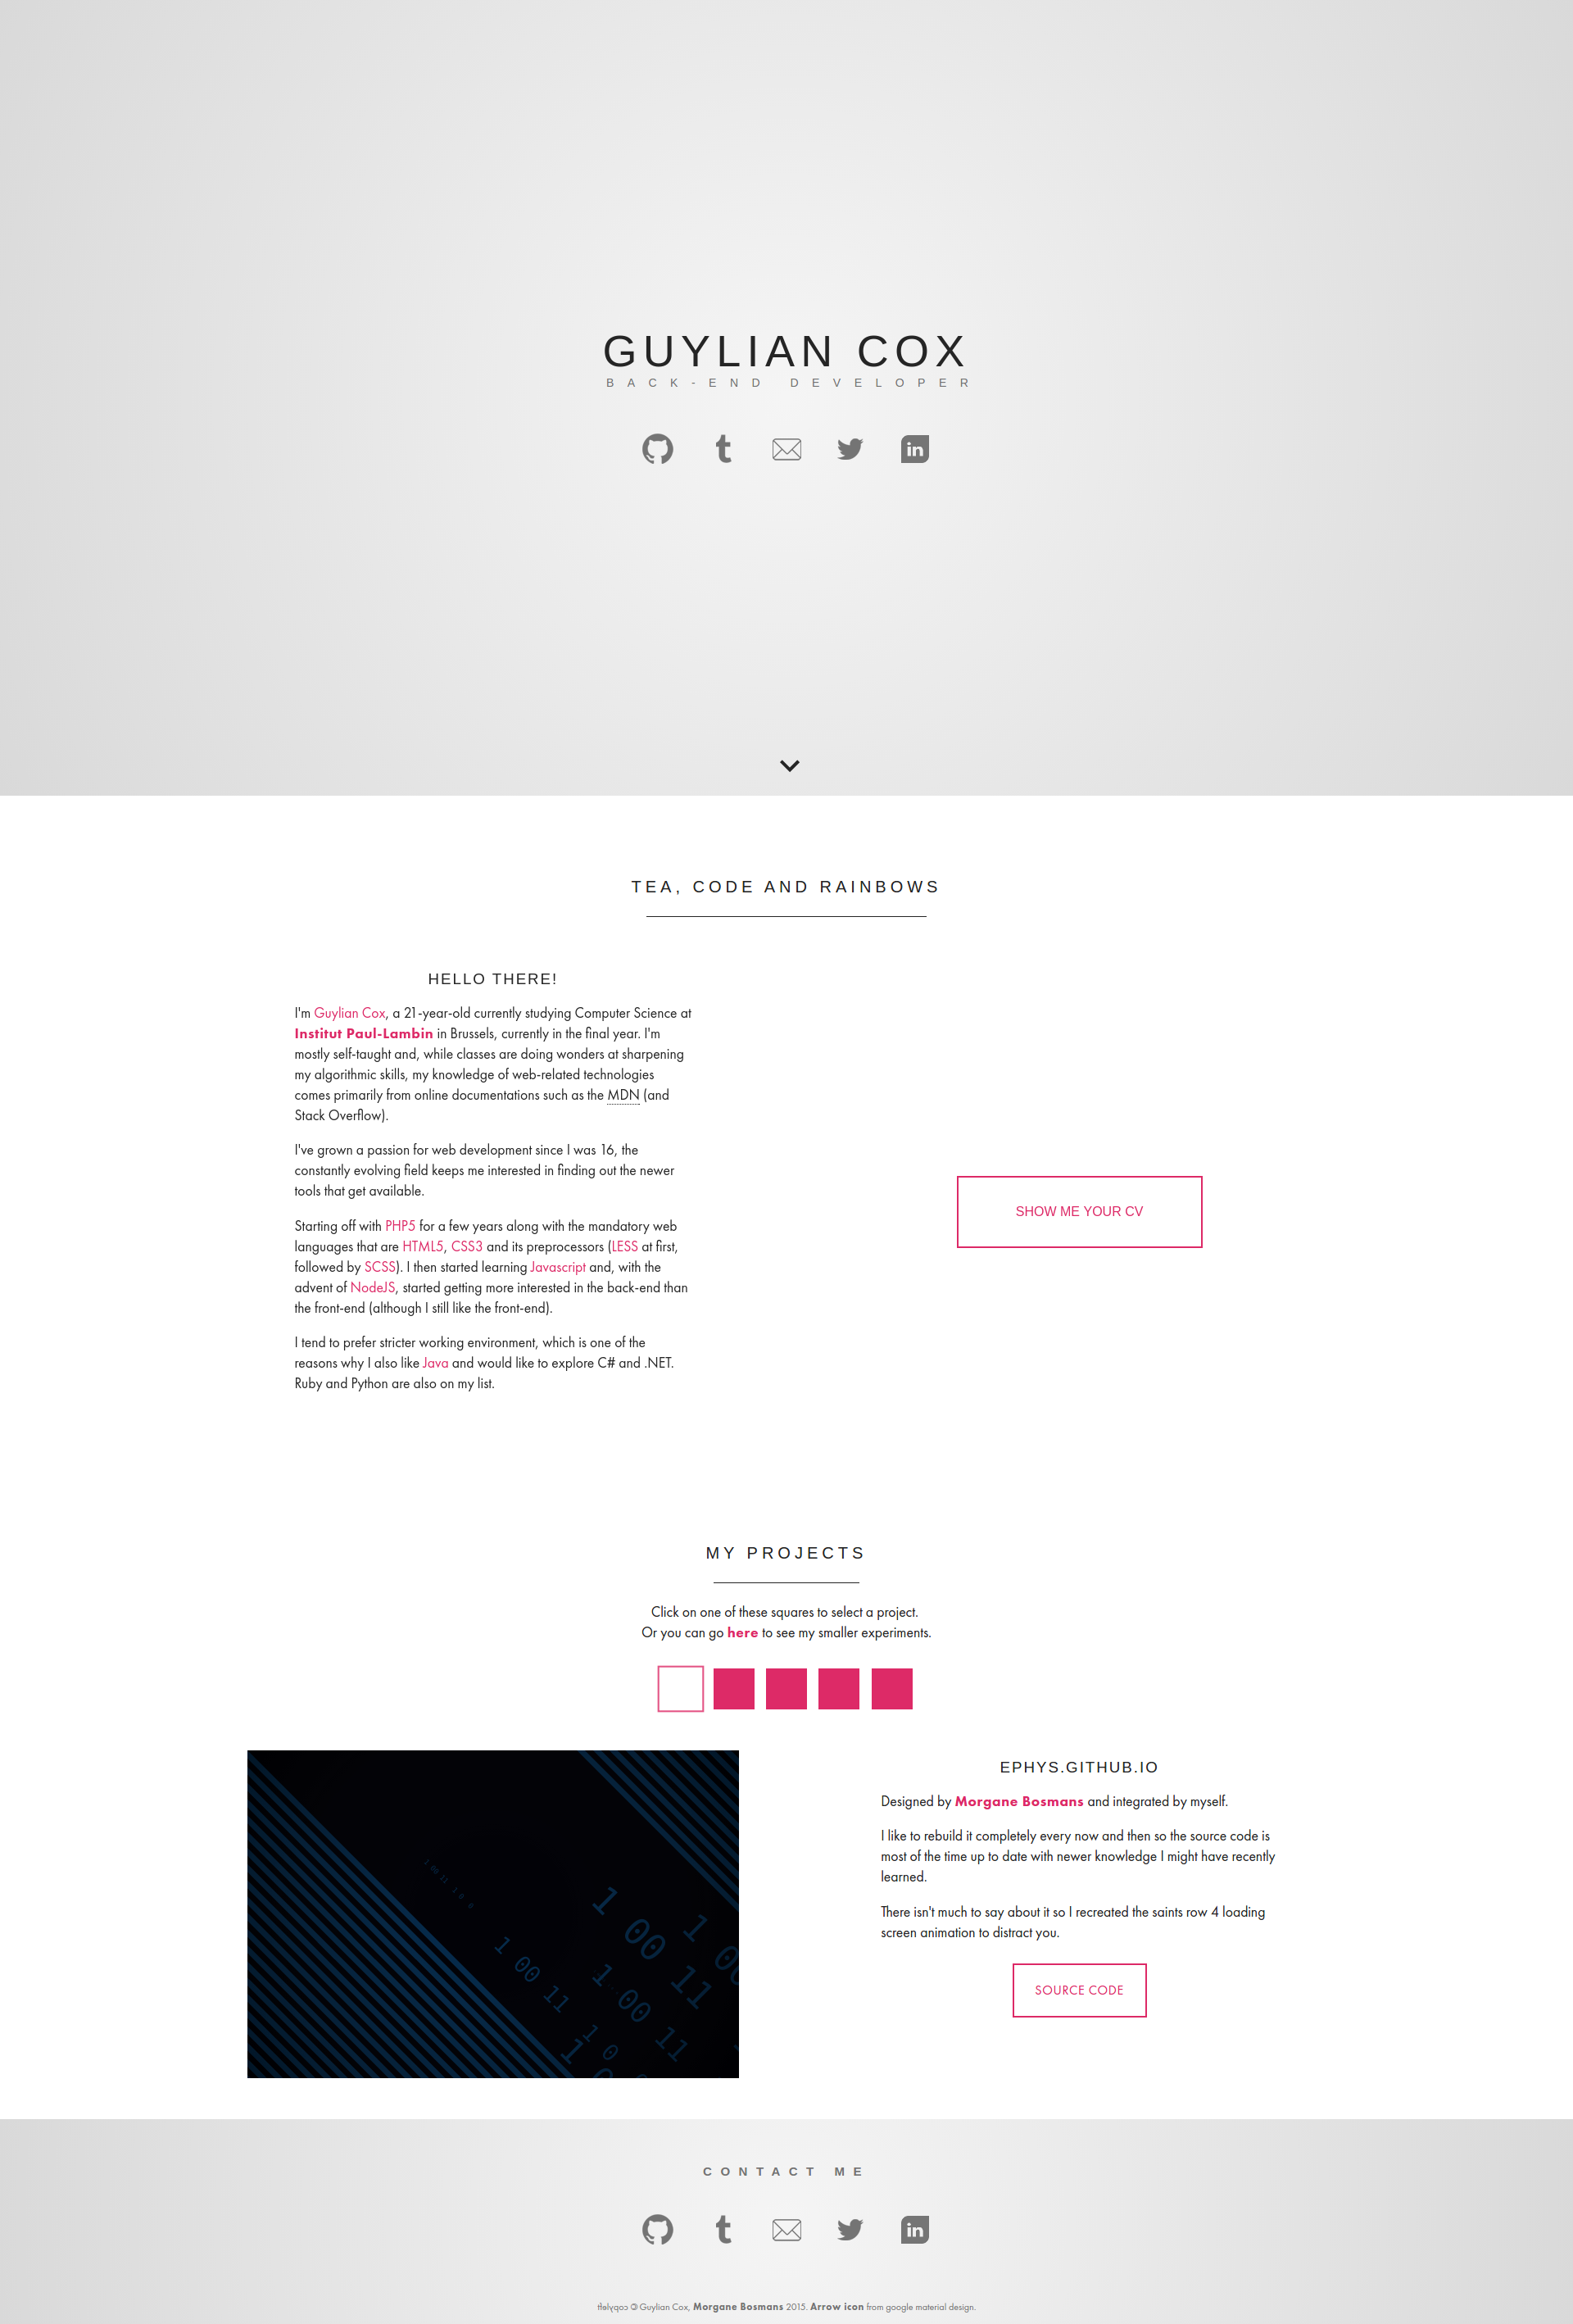 GUYLIAN COX
BACK-END DEVELOPER
TEA, CODE AND RAINBOWS
HELLO THERE!
I'm Guylian Cox, a 21-year-old currently studying Computer Science at
Institut Paul-Lambin in Brussels, currently in the final year. I'm
mostly self-taught and, while classes are doing wonders at sharpening
my algorithmic skills, my knowledge of web-related technologies
comes primarily from online documentations such as the MDN (and
Stack Overflow).
I've grown a passion for web development since I was 16, the
constantly evolving field keeps me interested in finding out the newer
tools that get available.
Starting off with PHP5 for a few years along with the mandatory web
languages that are HTML5, CSS3 and its preprocessors (LESS at first,
followed by SCSS). I then started learning Javascript and, with the
advent of NodeJS, started getting more interested in the back-end than
the front-end (although I still like the front-end).
I tend to prefer stricter working environment, which is one of the
reasons why I also like Java and would like to explore C# and .NET.
Ruby and Python are also on my list.
SHOW ME YOUR CV
MY PROJECTS
Click on one of these squares to select a project.
Or you can go here to see my smaller experiments.
1 00 11
1 00 11
1 00
1 00 11
1 0
EPHYS.GITHUB.IO
Designed by Morgane Bosmans and integrated by myself.
I like to rebuild it completely every now and then so the source code is
most of the time up to date with newer knowledge I might have recently
learned.
There isn't much to say about it so I recreated the saints row 4 loading
screen animation to distract you.
SOURCE CODE
CONTACT ME
Guylian Cox, Morgane Bosmans 2015. Arrow icon from google material design.